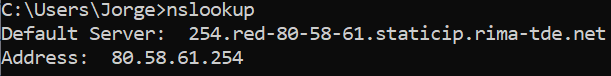 C:\Users\Jorge>nslookup
Default Server:  254.red-80-58-61.staticip.rima-tde.net
Address:  80.58.61.254